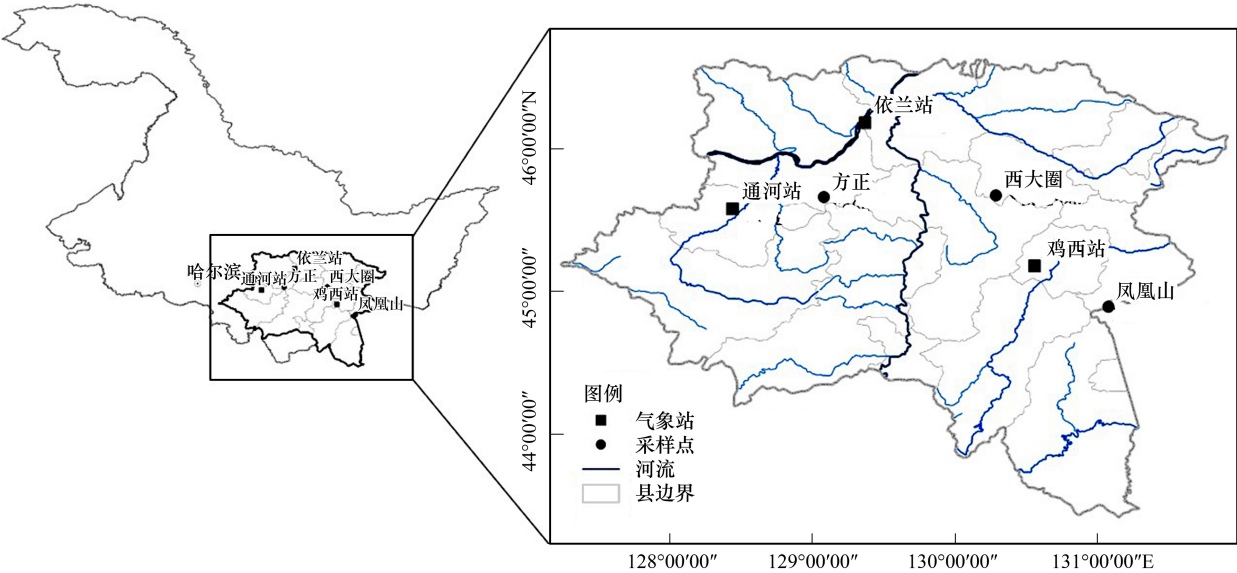 哈尔滨
依兰站
通河站
方正
西大圈
鸡西站
凤凰山
依兰站
通河站
方正
西大圈
鸡西站
凤凰山
46°00′00″N
45°00′00″
44°00′00″
图例
气象站
采样点
河流
县边界
128°00′00″
129°00′00″
130°00′00″
131°00′00″E